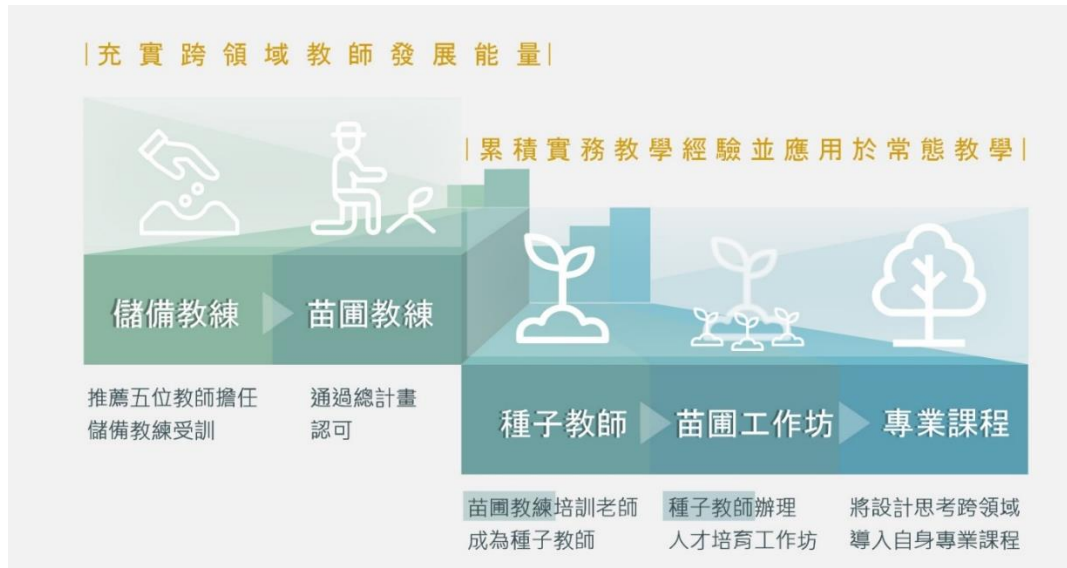 |充實跨領域教師發展能量|
|累積實務教學經驗並應用於常態教學|
儲備教練
苗圃教練
推薦五位教師擔任
儲備教練受訓
通過總計畫
認可
種子教師
苗圃工作坊
專業課程
苗圃教練培訓老師
成為種子教師
種子教師辦理
人才培育工作坊
將設計思考跨領域
導入自身專業課程